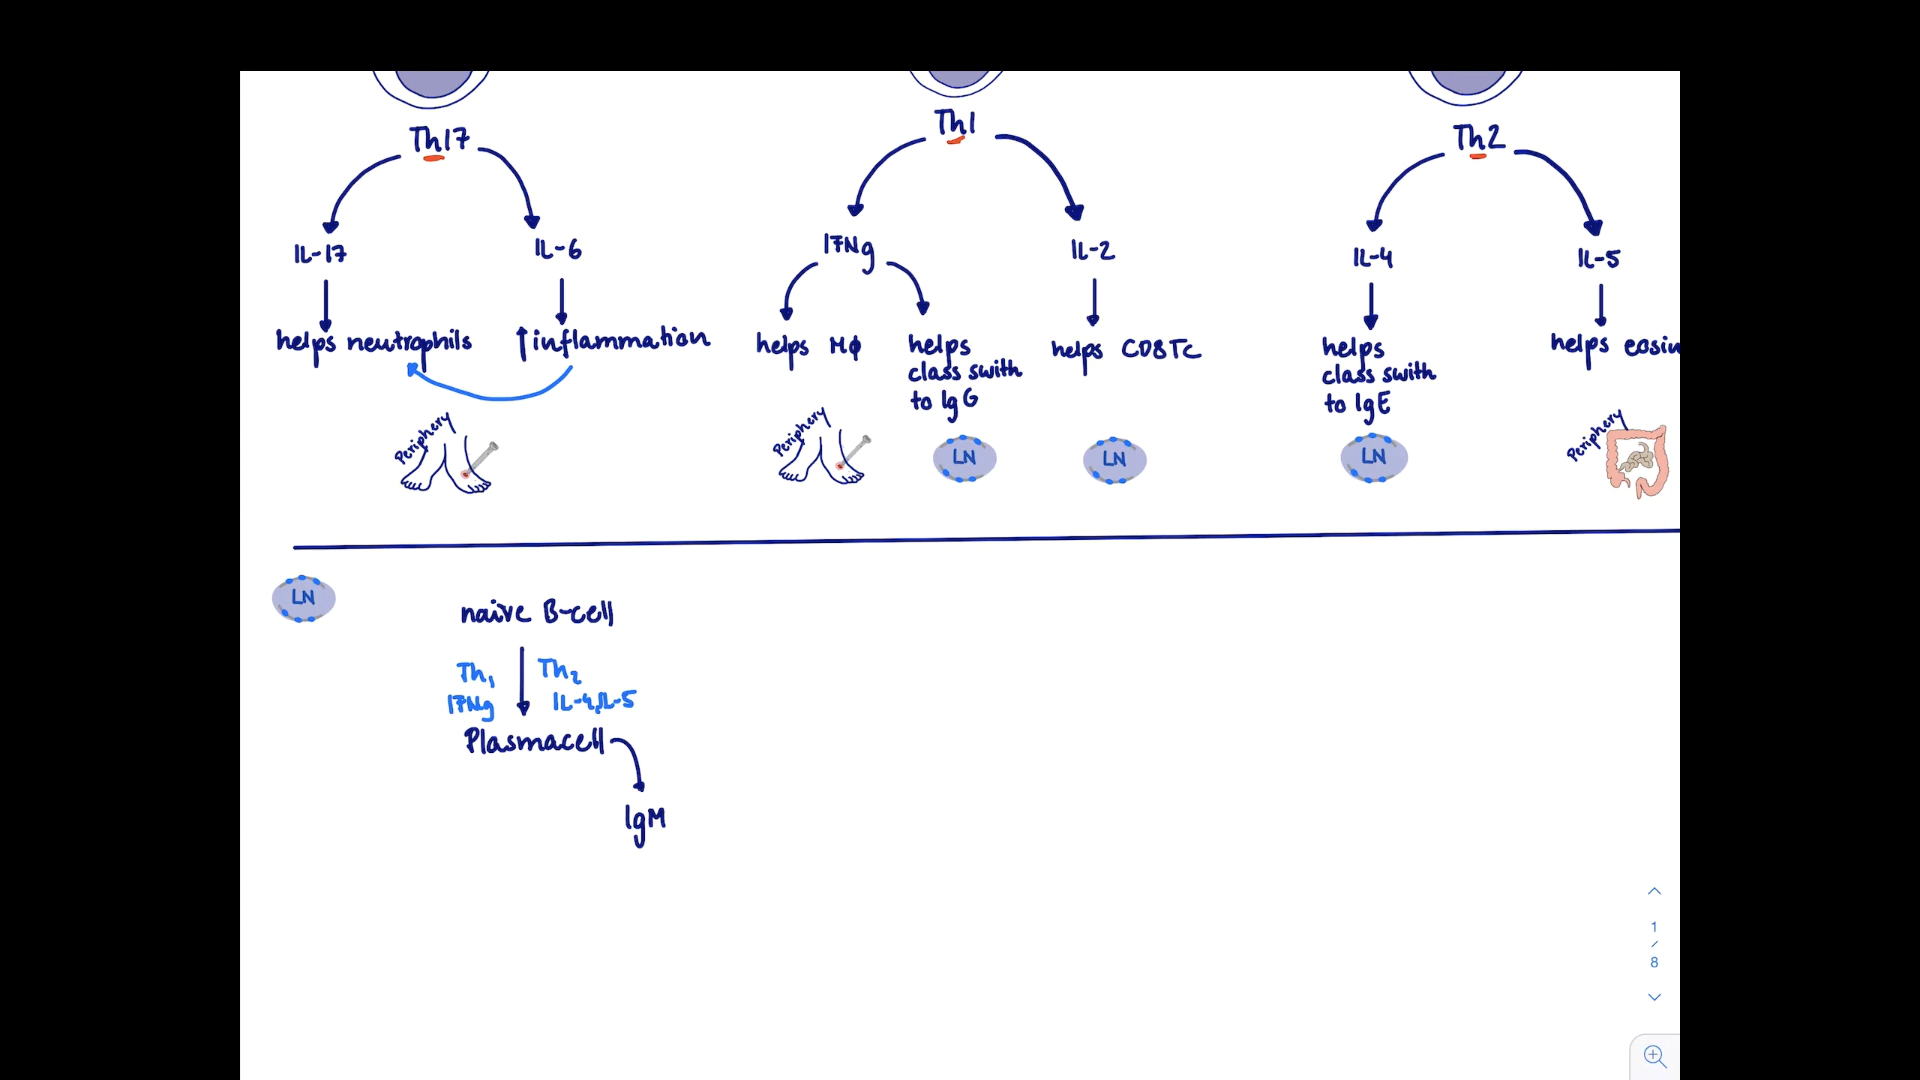 Th17
IL-17
IL-6
helps neutrophils
↑ inflammation
Periphery
Th1
IFNg
IL-2
helps MΦ
helps
class swith
to IgG
helps CD8TC
Periphery
LN
LN
Th2
IL-4
IL-5
helps
class swith
to IgE
helps eosin
LN
Periphery
LN
naive B-cell
Th1
IFNg
Th2
IL-4, IL-5
Plasmacell
IgM
1
/
8